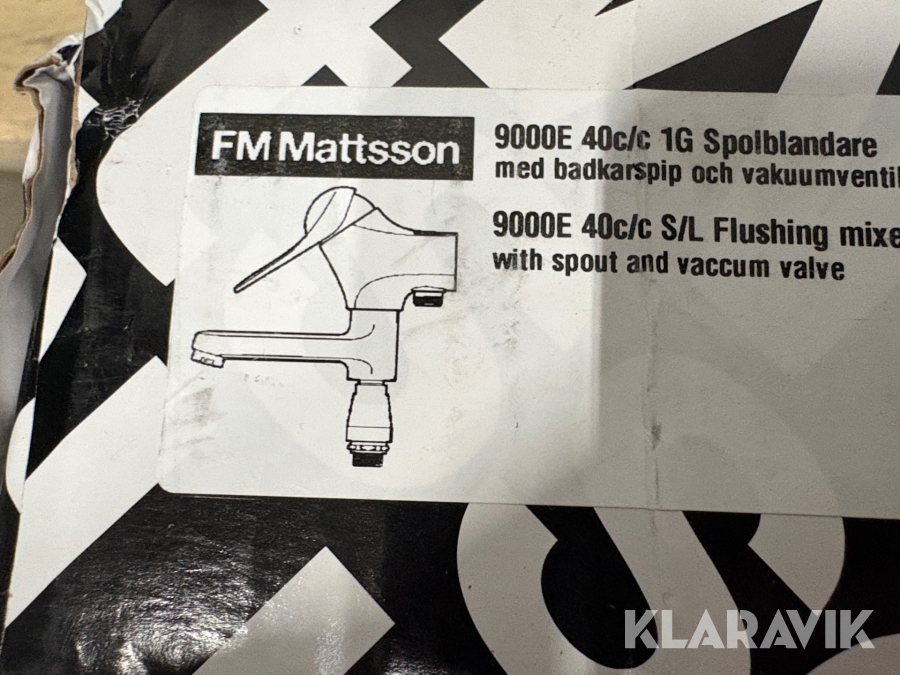 FM Mattsson
9000E 40c/c 1G Spolblandare
med badkarspip och vakuumventil
9000E 40c/c S/L Flushing mixe
with spout and vaccum valve
KLARAVIK